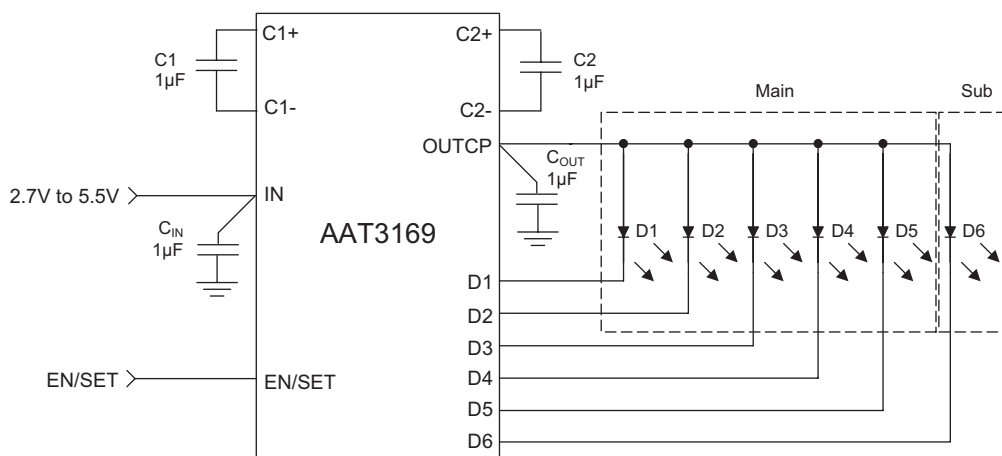 C1+
C2+
C1
1µF
C2
1µF
C1-
C2-
Main
Sub
OUTCP
COUT
1µF
2.7V to 5.5V
IN
CIN
1µF
AAT3169
D1
D2
D3
D4
D5
D6
D1
D2
D3
D4
D5
D6
EN/SET
EN/SET